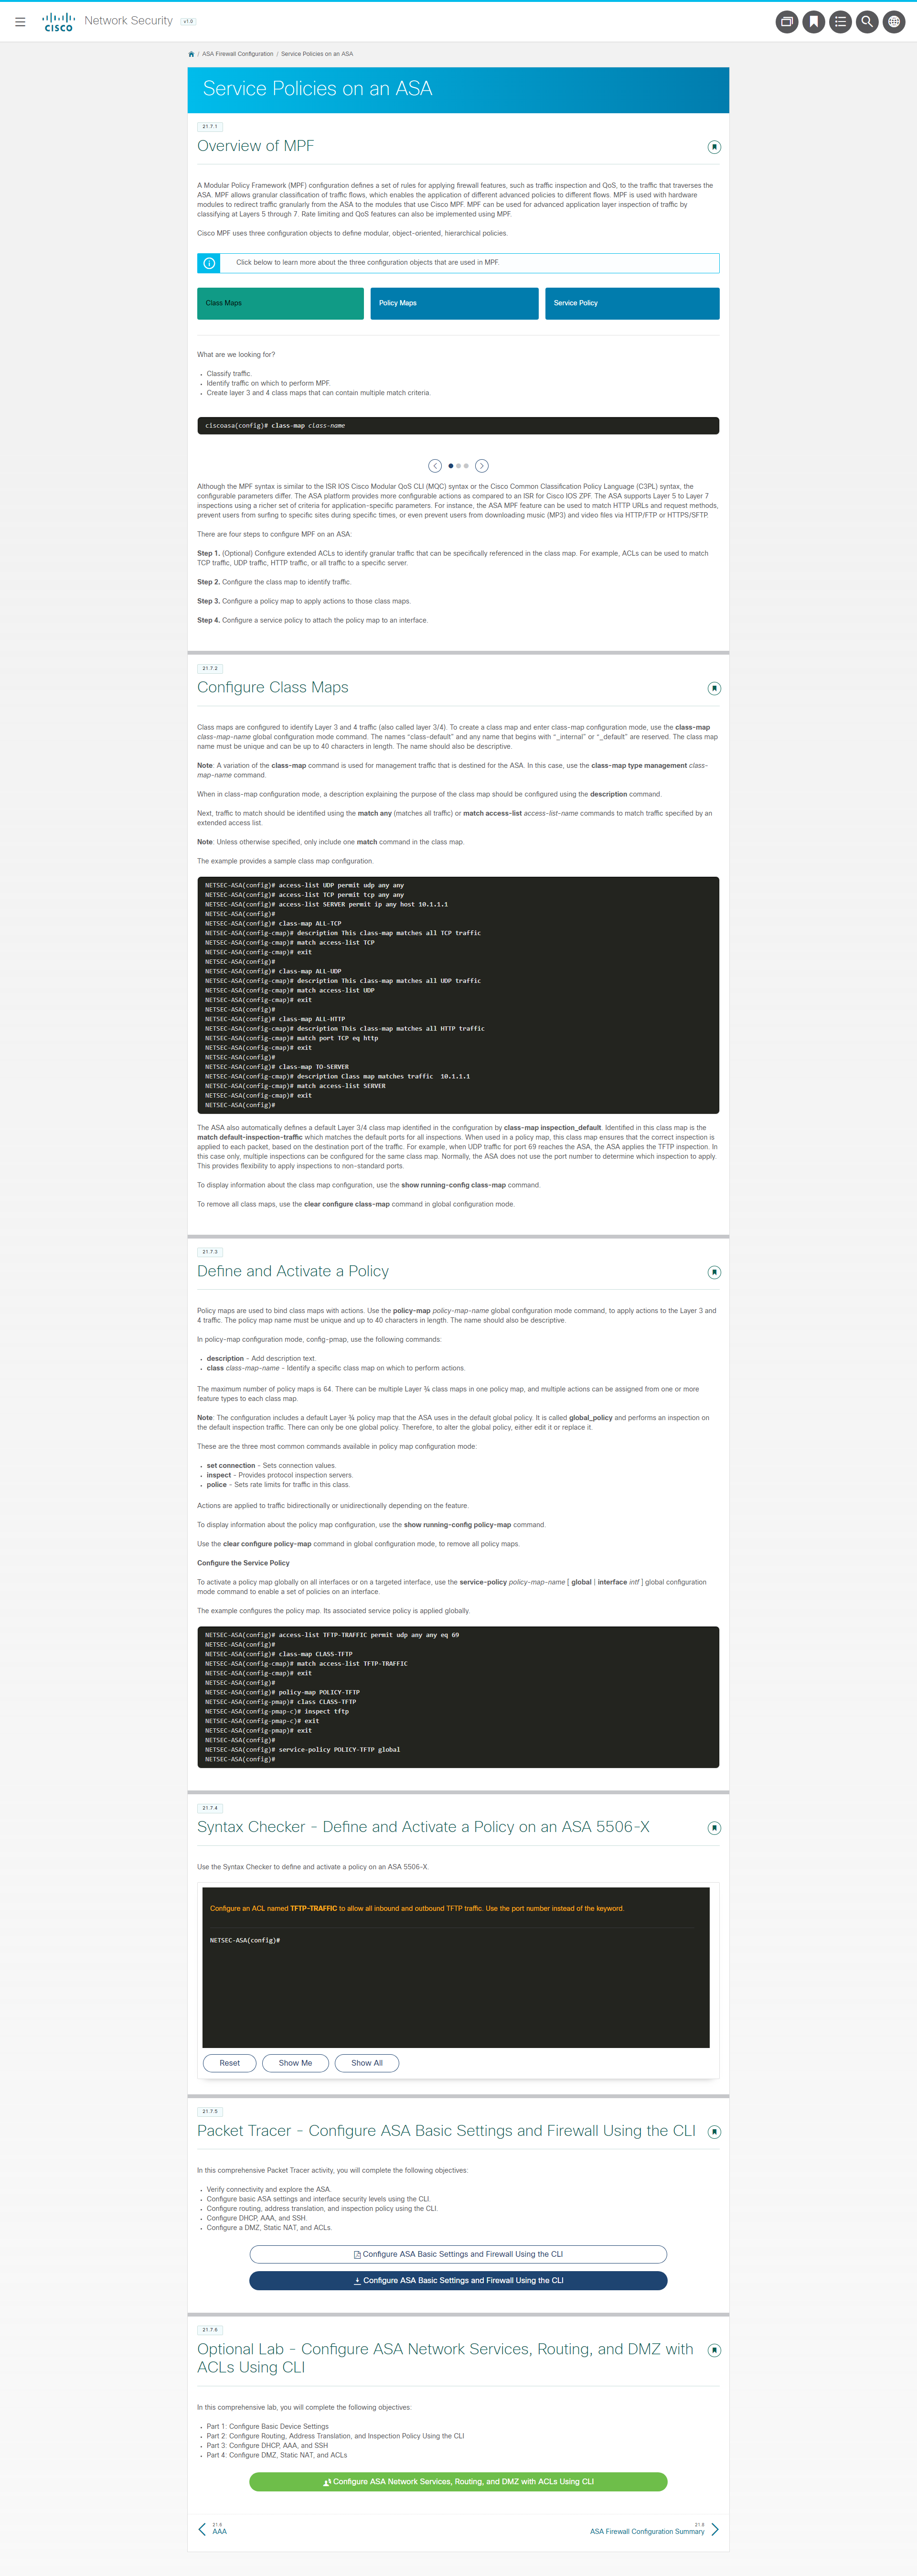 CISCO
Network Security v1.0
/ ASA Firewall Configuration / Service Policies on an ASA
Service Policies on an ASA
21.7.1
Overview of MPF
A Modular Policy Framework (MPF) configuration defines a set of rules for applying firewall features, such as traffic inspection and QoS, to the traffic that traverses the
ASA. MPF allows granular classification of traffic flows, which enables the application of different advanced policies to different flows. MPF is used with hardware
modules to redirect traffic granularly from the ASA to the modules that use Cisco MPF. MPF can be used for advanced application layer inspection of traffic by
classifying at Layers 5 through 7. Rate limiting and QoS features can also be implemented using MPF.
Cisco MPF uses three configuration objects to define modular, object-oriented, hierarchical policies.
Click below to learn more about the three configuration objects that are used in MPF.
Class Maps
Policy Maps
Service Policy
What are we looking for?
• Classify traffic.
• Identify traffic on which to perform MPF.
• Create layer 3 and 4 class maps that can contain multiple match criteria.
ciscoasa(config)# class-map class-name
Although the MPF syntax is similar to the ISR IOS Cisco Modular QoS CLI (MQC) syntax or the Cisco Common Classification Policy Language (C3PL) syntax, the
configurable parameters differ. The ASA platform provides more configurable actions as compared to an ISR for Cisco IOS ZPF. The ASA supports Layer 5 to Layer 7
inspections using a richer set of criteria for application-specific parameters. For instance, the ASA MPF feature can be used to match HTTP URLs and request methods,
prevent users from surfing to specific sites during specific times, or even prevent users from downloading music (MP3) and video files via HTTP/FTP or HTTPS/SFTP.
There are four steps to configure MPF on an ASA:
Step 1. (Optional) Configure extended ACLs to identify granular traffic that can be specifically referenced in the class map. For example, ACLs can be used to match
TCP traffic, UDP traffic, HTTP traffic, or all traffic to a specific server.
Step 2. Configure the class map to identify traffic.
Step 3. Configure a policy map to apply actions to those class maps.
Step 4. Configure a service policy to attach the policy map to an interface.
21.7.2
Configure Class Maps
Class maps are configured to identify Layer 3 and 4 traffic (also called layer 3/4). To create a class map and enter class-map configuration mode, use the class-map
class-map-name global configuration mode command. The names “class-default” and any name that begins with “_internal” or “_default” are reserved. The class map
name must be unique and can be up to 40 characters in length. The name should also be descriptive.
Note: A variation of the class-map command is used for management traffic that is destined for the ASA. In this case, use the class-map type management class-
map-name command.
When in class-map configuration mode, a description explaining the purpose of the class map should be configured using the description command.
Next, traffic to match should be identified using the match any (matches all traffic) or match access-list access-list-name commands to match traffic specified by an
extended access list.
Note: Unless otherwise specified, only include one match command in the class map.
The example provides a sample class map configuration.
NETSEC-ASA(config)# access-list UDP permit udp any any
NETSEC-ASA(config)# access-list TCP permit tcp any any
NETSEC-ASA(config)# access-list SERVER permit ip any host 10.1.1.1
NETSEC-ASA(config)#
NETSEC-ASA(config)# class-map ALL-TCP
NETSEC-ASA(config-cmap)# description This class-map matches all TCP traffic
NETSEC-ASA(config-cmap)# match access-list TCP
NETSEC-ASA(config-cmap)# exit
NETSEC-ASA(config)#
NETSEC-ASA(config)# class-map ALL-UDP
NETSEC-ASA(config-cmap)# description This class-map matches all UDP traffic
NETSEC-ASA(config-cmap)# match access-list UDP
NETSEC-ASA(config-cmap)# exit
NETSEC-ASA(config)#
NETSEC-ASA(config)# class-map ALL-HTTP
NETSEC-ASA(config-cmap)# description This class-map matches all HTTP traffic
NETSEC-ASA(config-cmap)# match port TCP eq http
NETSEC-ASA(config-cmap)# exit
NETSEC-ASA(config)#
NETSEC-ASA(config)# class-map TO-SERVER
NETSEC-ASA(config-cmap)# description Class map matches traffic  10.1.1.1
NETSEC-ASA(config-cmap)# match access-list SERVER
NETSEC-ASA(config-cmap)# exit
NETSEC-ASA(config)#
The ASA also automatically defines a default Layer 3/4 class map identified in the configuration by class-map inspection_default. Identified in this class map is the
match default-inspection-traffic which matches the default ports for all inspections. When used in a policy map, this class map ensures that the correct inspection is
applied to each packet, based on the destination port of the traffic. For example, when UDP traffic for port 69 reaches the ASA, the ASA applies the TFTP inspection. In
this case only, multiple inspections can be configured for the same class map. Normally, the ASA does not use the port number to determine which inspection to apply.
This provides flexibility to apply inspections to non-standard ports.
To display information about the class map configuration, use the show running-config class-map command.
To remove all class maps, use the clear configure class-map command in global configuration mode.
21.7.3
Define and Activate a Policy
Policy maps are used to bind class maps with actions. Use the policy-map policy-map-name global configuration mode command, to apply actions to the Layer 3 and
4 traffic. The policy map name must be unique and up to 40 characters in length. The name should also be descriptive.
In policy-map configuration mode, config-pmap, use the following commands:
• description - Add description text.
• class class-map-name - Identify a specific class map on which to perform actions.
The maximum number of policy maps is 64. There can be multiple Layer ¾ class maps in one policy map, and multiple actions can be assigned from one or more
feature types to each class map.
Note: The configuration includes a default Layer ¾ policy map that the ASA uses in the default global policy. It is called global_policy and performs an inspection on
the default inspection traffic. There can only be one global policy. Therefore, to alter the global policy, either edit it or replace it.
These are the three most common commands available in policy map configuration mode:
• set connection - Sets connection values.
• inspect - Provides protocol inspection servers.
• police - Sets rate limits for traffic in this class.
Actions are applied to traffic bidirectionally or unidirectionally depending on the feature.
To display information about the policy map configuration, use the show running-config policy-map command.
Use the clear configure policy-map command in global configuration mode, to remove all policy maps.
Configure the Service Policy
To activate a policy map globally on all interfaces or on a targeted interface, use the service-policy policy-map-name [ global | interface intf ] global configuration
mode command to enable a set of policies on an interface.
The example configures the policy map. Its associated service policy is applied globally.
NETSEC-ASA(config)# access-list TFTP-TRAFFIC permit udp any any eq 69
NETSEC-ASA(config)#
NETSEC-ASA(config)# class-map CLASS-TFTP
NETSEC-ASA(config-cmap)# match access-list TFTP-TRAFFIC
NETSEC-ASA(config-cmap)# exit
NETSEC-ASA(config)#
NETSEC-ASA(config)# policy-map POLICY-TFTP
NETSEC-ASA(config-pmap)# class CLASS-TFTP
NETSEC-ASA(config-pmap-c)# inspect tftp
NETSEC-ASA(config-pmap-c)# exit
NETSEC-ASA(config-pmap)# exit
NETSEC-ASA(config)#
NETSEC-ASA(config)# service-policy POLICY-TFTP global
NETSEC-ASA(config)#
21.7.4
Syntax Checker - Define and Activate a Policy on an ASA 5506-X
Use the Syntax Checker to define and activate a policy on an ASA 5506-X.
Configure an ACL named TFTP-TRAFFIC to allow all inbound and outbound TFTP traffic. Use the port number instead of the keyword.
NETSEC-ASA(config)#
Reset
Show Me
Show All
21.7.5
Packet Tracer - Configure ASA Basic Settings and Firewall Using the CLI
In this comprehensive Packet Tracer activity, you will complete the following objectives:
• Verify connectivity and explore the ASA.
• Configure basic ASA settings and interface security levels using the CLI.
• Configure routing, address translation, and inspection policy using the CLI.
• Configure DHCP, AAA, and SSH.
• Configure a DMZ, Static NAT, and ACLs.
Configure ASA Basic Settings and Firewall Using the CLI
Configure ASA Basic Settings and Firewall Using the CLI
21.7.6
Optional Lab - Configure ASA Network Services, Routing, and DMZ with
ACLs Using CLI
In this comprehensive lab, you will complete the following objectives:
• Part 1: Configure Basic Device Settings
• Part 2: Configure Routing, Address Translation, and Inspection Policy Using the CLI
• Part 3: Configure DHCP, AAA, and SSH
• Part 4: Configure DMZ, Static NAT, and ACLs
Configure ASA Network Services, Routing, and DMZ with ACLs Using CLI
21.6
AAA
21.8
ASA Firewall Configuration Summary